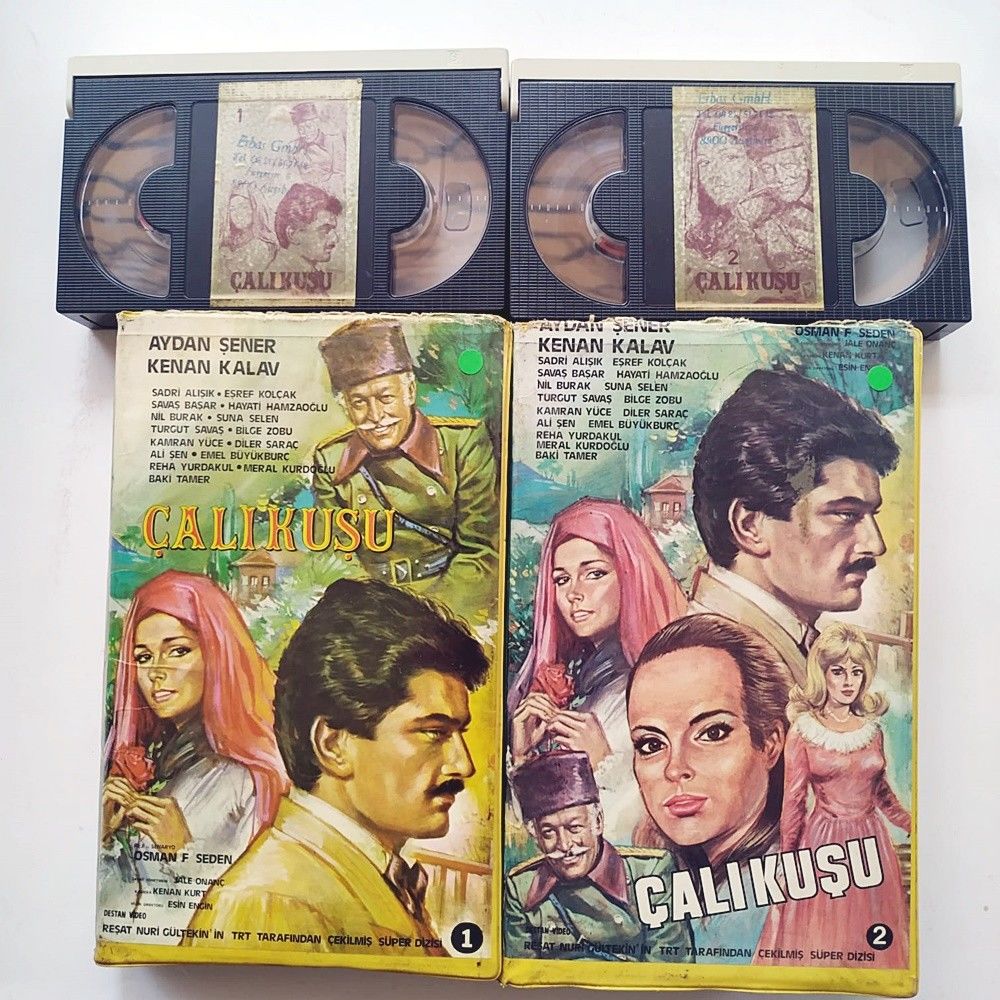 1
Erbas GmbH
ÇALIKUŞU
Erbas GmbH
2
ÇALIKUŞU
AYDAN ŞENER
KENAN KALAV
SADRİ ALIŞIK • EŞREF KOLÇAK
SAVAŞ BAŞAR • HAYATİ HAMZAOĞLU
NİL BURAK • SUNA SELEN
TURGUT SAVAŞ • BİLGE ZOBU
KAMRAN YÜCE • DİLER SARAÇ
ALİ ŞEN • EMEL BÜYÜKBURÇ
REHA YURDAKUL • MERAL KURDOĞLU
BAKİ TAMER
ÇALIKUŞU
OSMAN F SEDEN
JALE ONANÇ
KENAN KURT
ESİN ENGİN
DESTAN VİDEO
REŞAT NURİ GÜLTEKİN'İN TRT TARAFINDAN ÇEKİLMİŞ SÜPER DİZİSİ
1
AYDAN ŞENER
KENAN KALAV
SADRİ ALIŞIK EŞREF KOLÇAK
SAVAŞ BAŞAR HAYATİ HAMZAOĞLU
NİL BURAK SUNA SELEN
TURGUT SAVAŞ BİLGE ZOBU
KAMRAN YÜCE DİLER SARAÇ
ALİ ŞEN EMEL BÜYÜKBURÇ
REHA YURDAKUL
MERAL KURDOĞLU
BAKİ TAMER
OSMAN F SEDEN
JALE ONANÇ
KENAN KURT
ESİN
ÇALIKUŞU
DESTAN VİDEO
REŞAT NURİ GÜLTEKİN'İN TRT TARAFINDAN ÇEKİLMİŞ SÜPER DİZİSİ
2